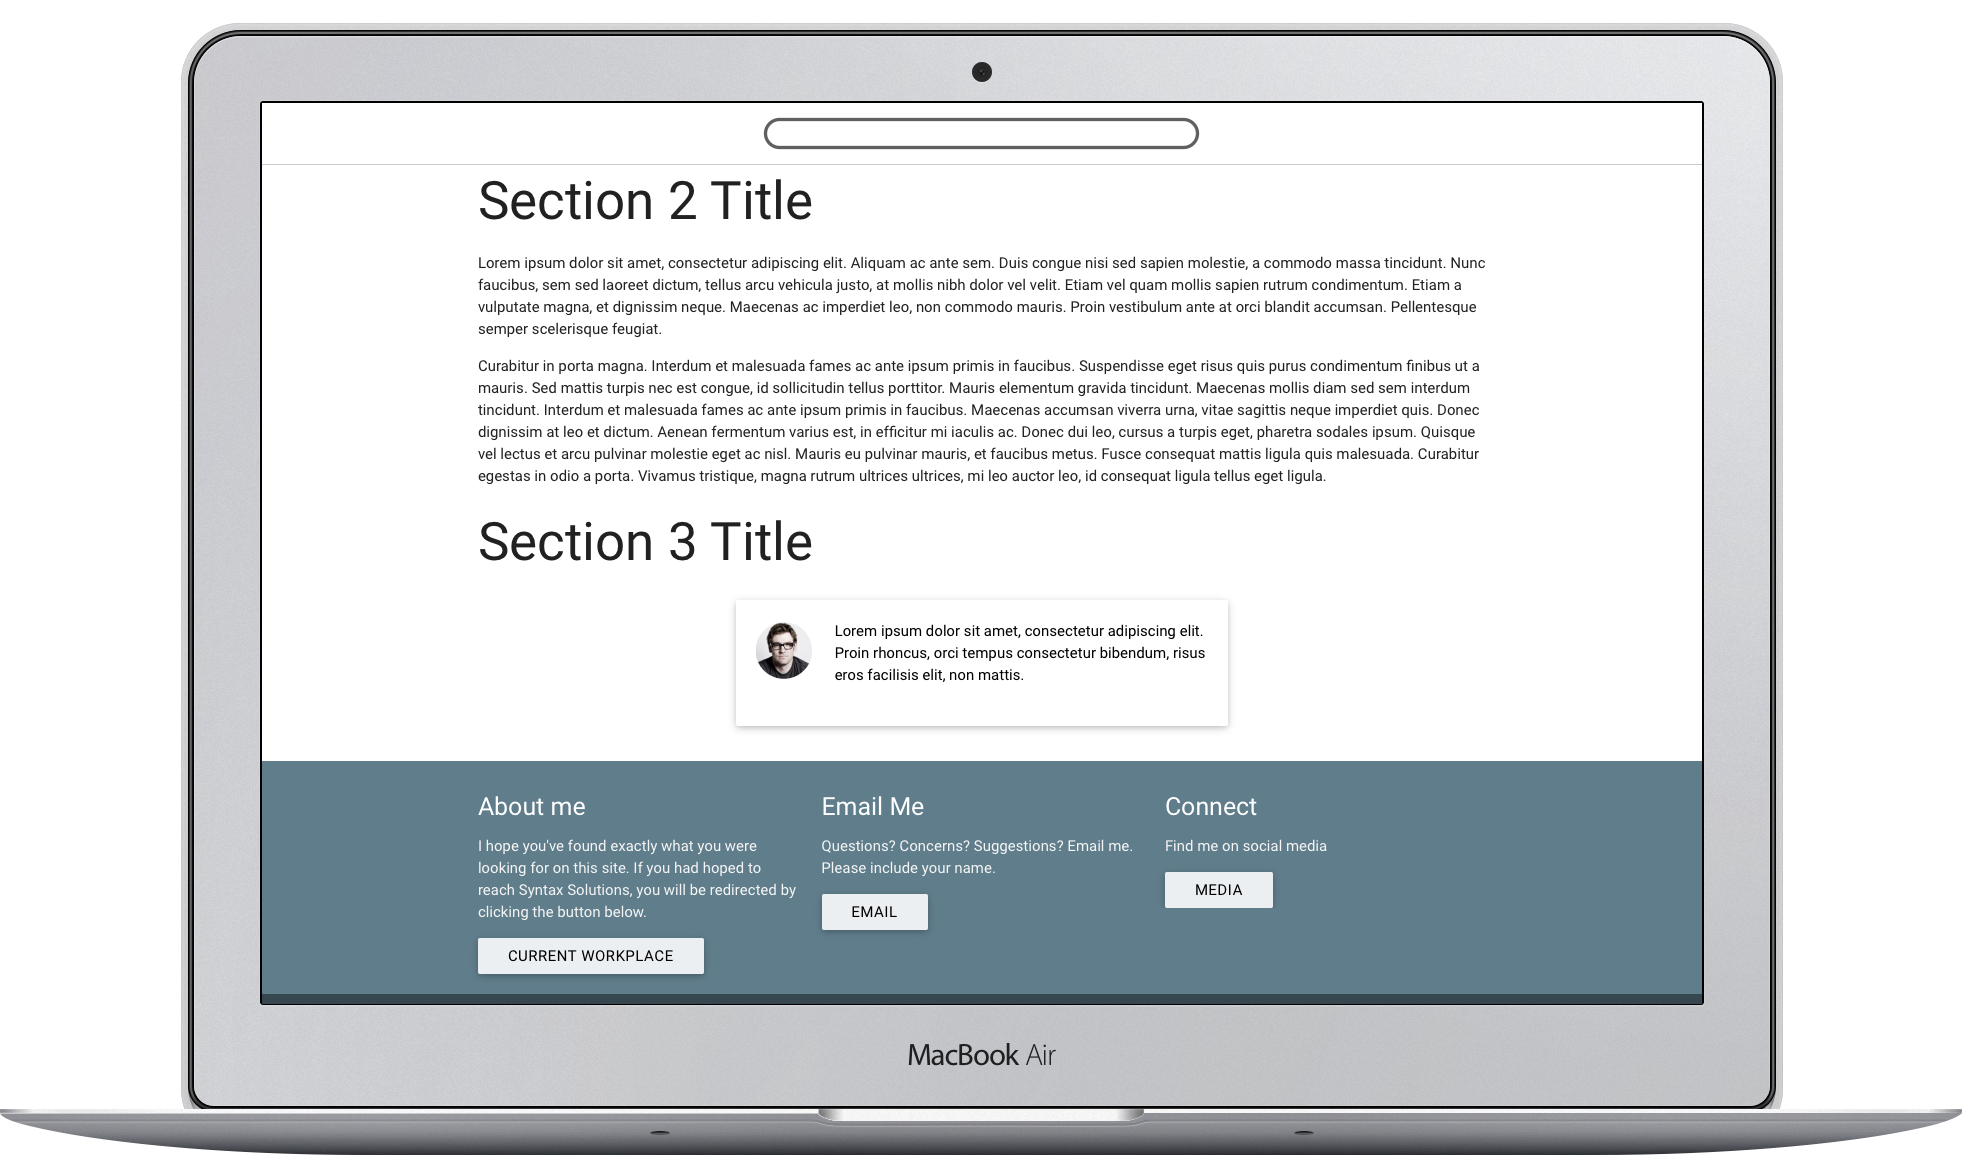 Section 2 Title
Lorem ipsum dolor sit amet, consectetur adipiscing elit. Aliquam ac ante sem. Duis congue nisi sed sapien molestie, a commodo massa tincidunt. Nunc
faucibus, sem sed laoreet dictum, tellus arcu vehicula justo, at mollis nibh dolor vel velit. Etiam vel quam mollis sapien rutrum condimentum. Etiam a
vulputate magna, et dignissim neque. Maecenas ac imperdiet leo, non commodo mauris. Proin vestibulum ante at orci blandit accumsan. Pellentesque
semper scelerisque feugiat.
Curabitur in porta magna. Interdum et malesuada fames ac ante ipsum primis in faucibus. Suspendisse eget risus quis purus condimentum finibus ut a
mauris. Sed mattis turpis nec est congue, id sollicitudin tellus porttitor. Mauris elementum gravida tincidunt. Maecenas mollis diam sed sem interdum
tincidunt. Interdum et malesuada fames ac ante ipsum primis in faucibus. Maecenas accumsan viverra urna, vitae sagittis neque imperdiet quis. Donec
dignissim at leo et dictum. Aenean fermentum varius est, in efficitur mi iaculis ac. Donec dui leo, cursus a turpis eget, pharetra sodales ipsum. Quisque
vel lectus et arcu pulvinar molestie eget ac nisl. Mauris eu pulvinar mauris, et faucibus metus. Fusce consequat mattis ligula quis malesuada. Curabitur
egestas in odio a porta. Vivamus tristique, magna rutrum ultrices ultrices, mi leo auctor leo, id consequat ligula tellus eget ligula.
Section 3 Title
Lorem ipsum dolor sit amet, consectetur adipiscing elit.
Proin rhoncus, orci tempus consectetur bibendum, risus
eros facilisis elit, non mattis.
About me
I hope you've found exactly what you were
looking for on this site. If you had hoped to
reach Syntax Solutions, you will be redirected by
clicking the button below.
CURRENT WORKPLACE
Email Me
Questions? Concerns? Suggestions? Email me.
Please include your name.
EMAIL
Connect
Find me on social media
MEDIA
MacBook Air